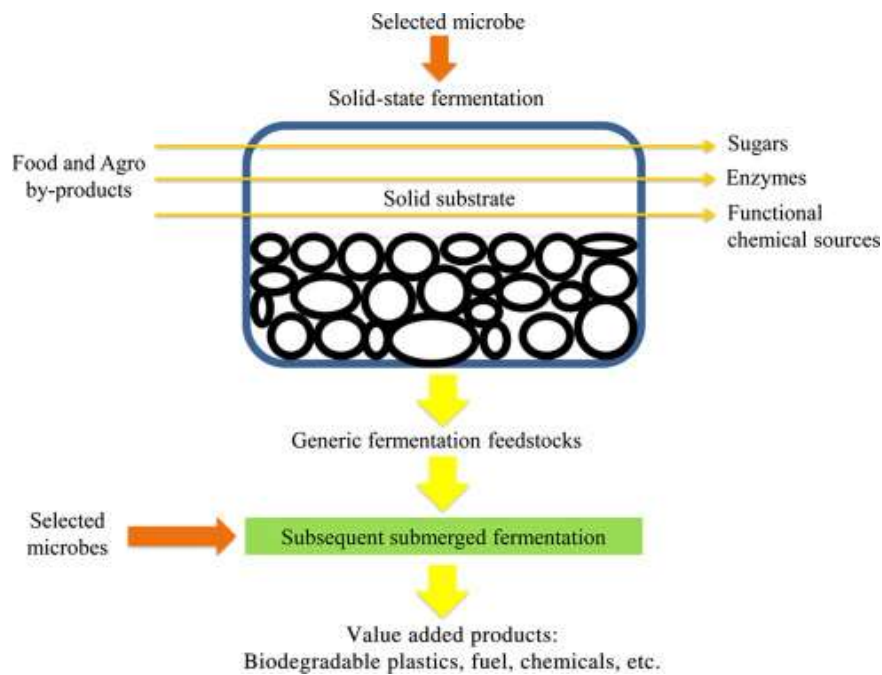 Selected microbe
Solid-state fermentation
Food and Agro
by-products
Sugars
Enzymes
Solid substrate
Functional
chemical sources
Generic fermentation feedstocks
Selected
microbes
Subsequent submerged fermentation
Value added products:
Biodegradable plastics, fuel, chemicals, etc.